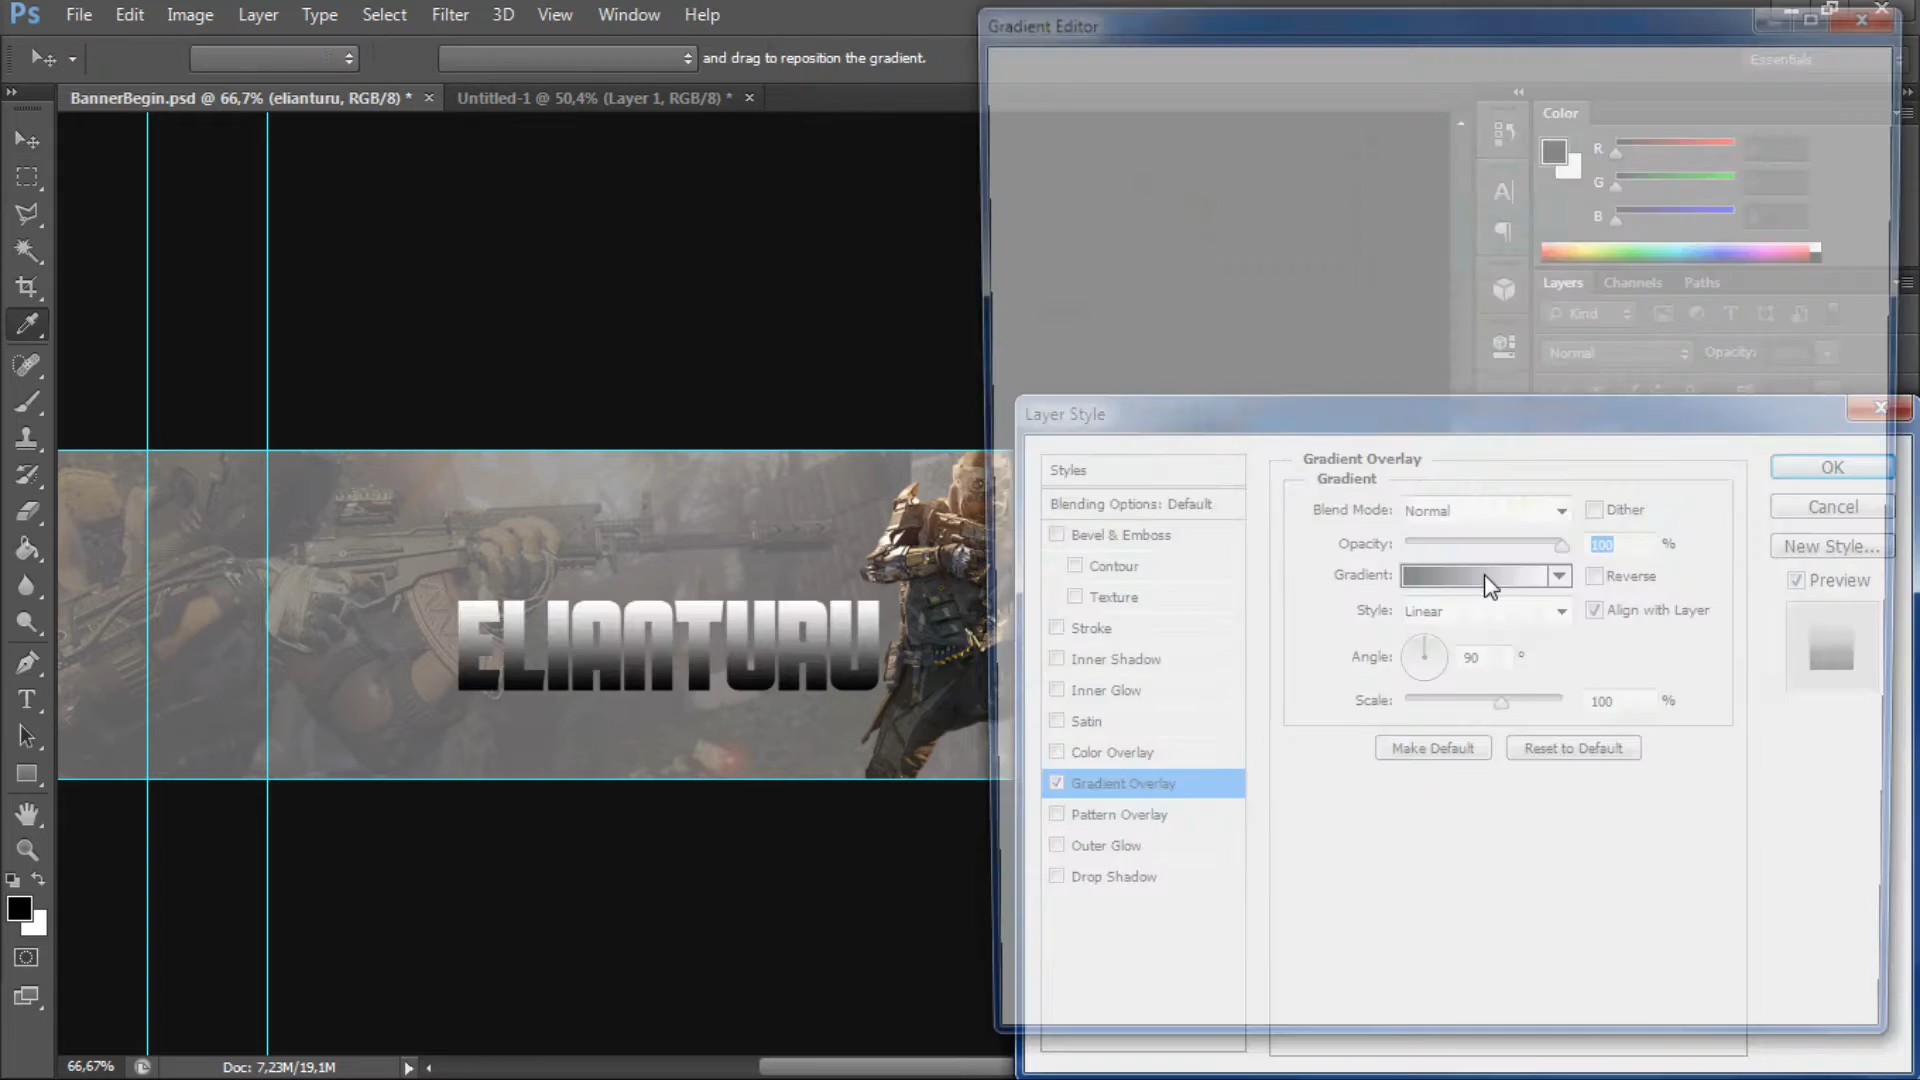 Ps File Edit Image Layer Type Select Filter 3D View Window Help
Gradient Editor
and drag to reposition the gradient.
Essentials
BannerBegin.psd @ 66,7% (elianturu, RGB/8) * ×
Untitled-1 @ 50,4% (Layer 1, RGB/8) * ×
Color
R
G
B
Layers Channels Paths
Kind
Normal Opacity:
Layer Style
Styles
Blending Options: Default
Bevel & Emboss
Contour
Texture
Stroke
Inner Shadow
Inner Glow
Satin
Color Overlay
Gradient Overlay
Pattern Overlay
Outer Glow
Drop Shadow
Gradient Overlay
Gradient
Blend Mode: Normal Dither
Opacity: 100 %
Gradient: Reverse
Style: Linear Align with Layer
Angle: 90 °
Scale: 100 %
Make Default Reset to Default
OK
Cancel
New Style...
Preview
ELIANTURU
66,67% Doc: 7,23M/19,1M